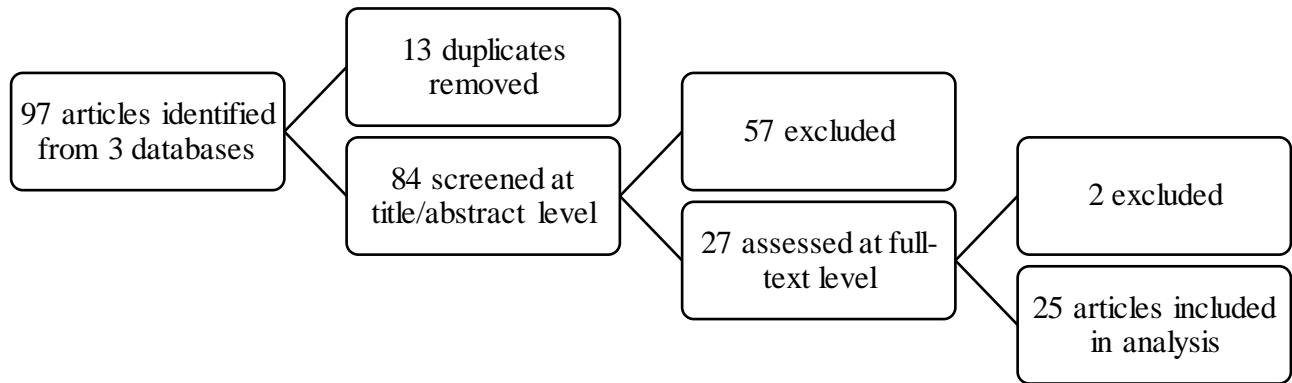 97 articles identified
from 3 databases
13 duplicates
removed
84 screened at
title/abstract level
57 excluded
27 assessed at full-
text level
2 excluded
25 articles included
in analysis